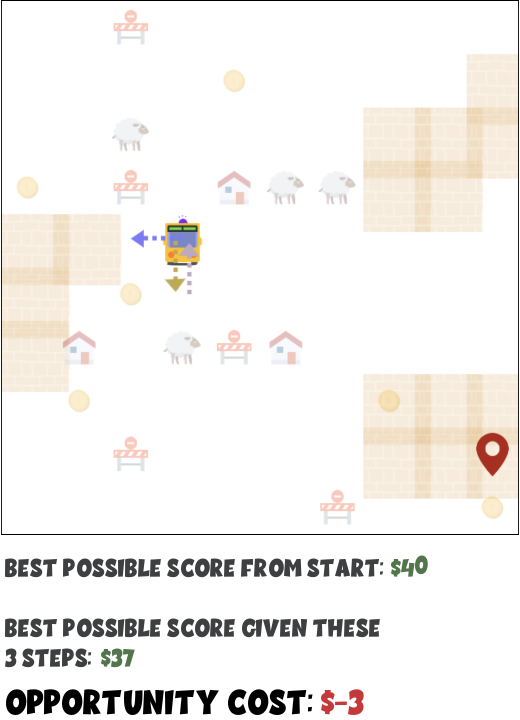 BEST POSSIBLE SCORE FROM START: $40
BEST POSSIBLE SCORE GIVEN THESE
3 STEPS: $37
OPPORTUNITY COST: $-3